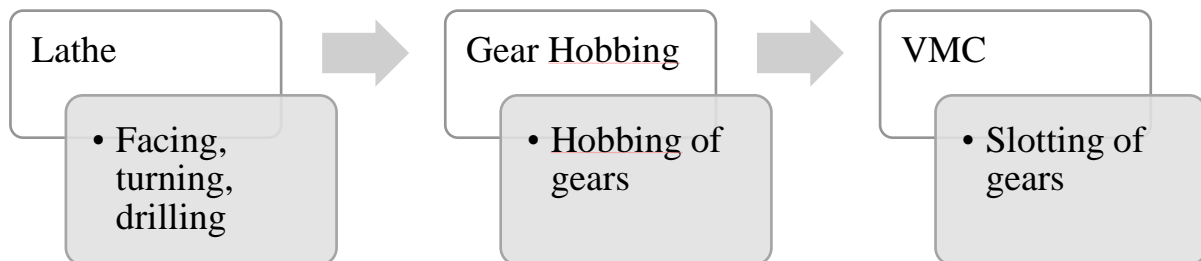 Lathe
• Facing,
turning,
drilling
Gear Hobbing
• Hobbing of
gears
VMC
• Slotting of
gears